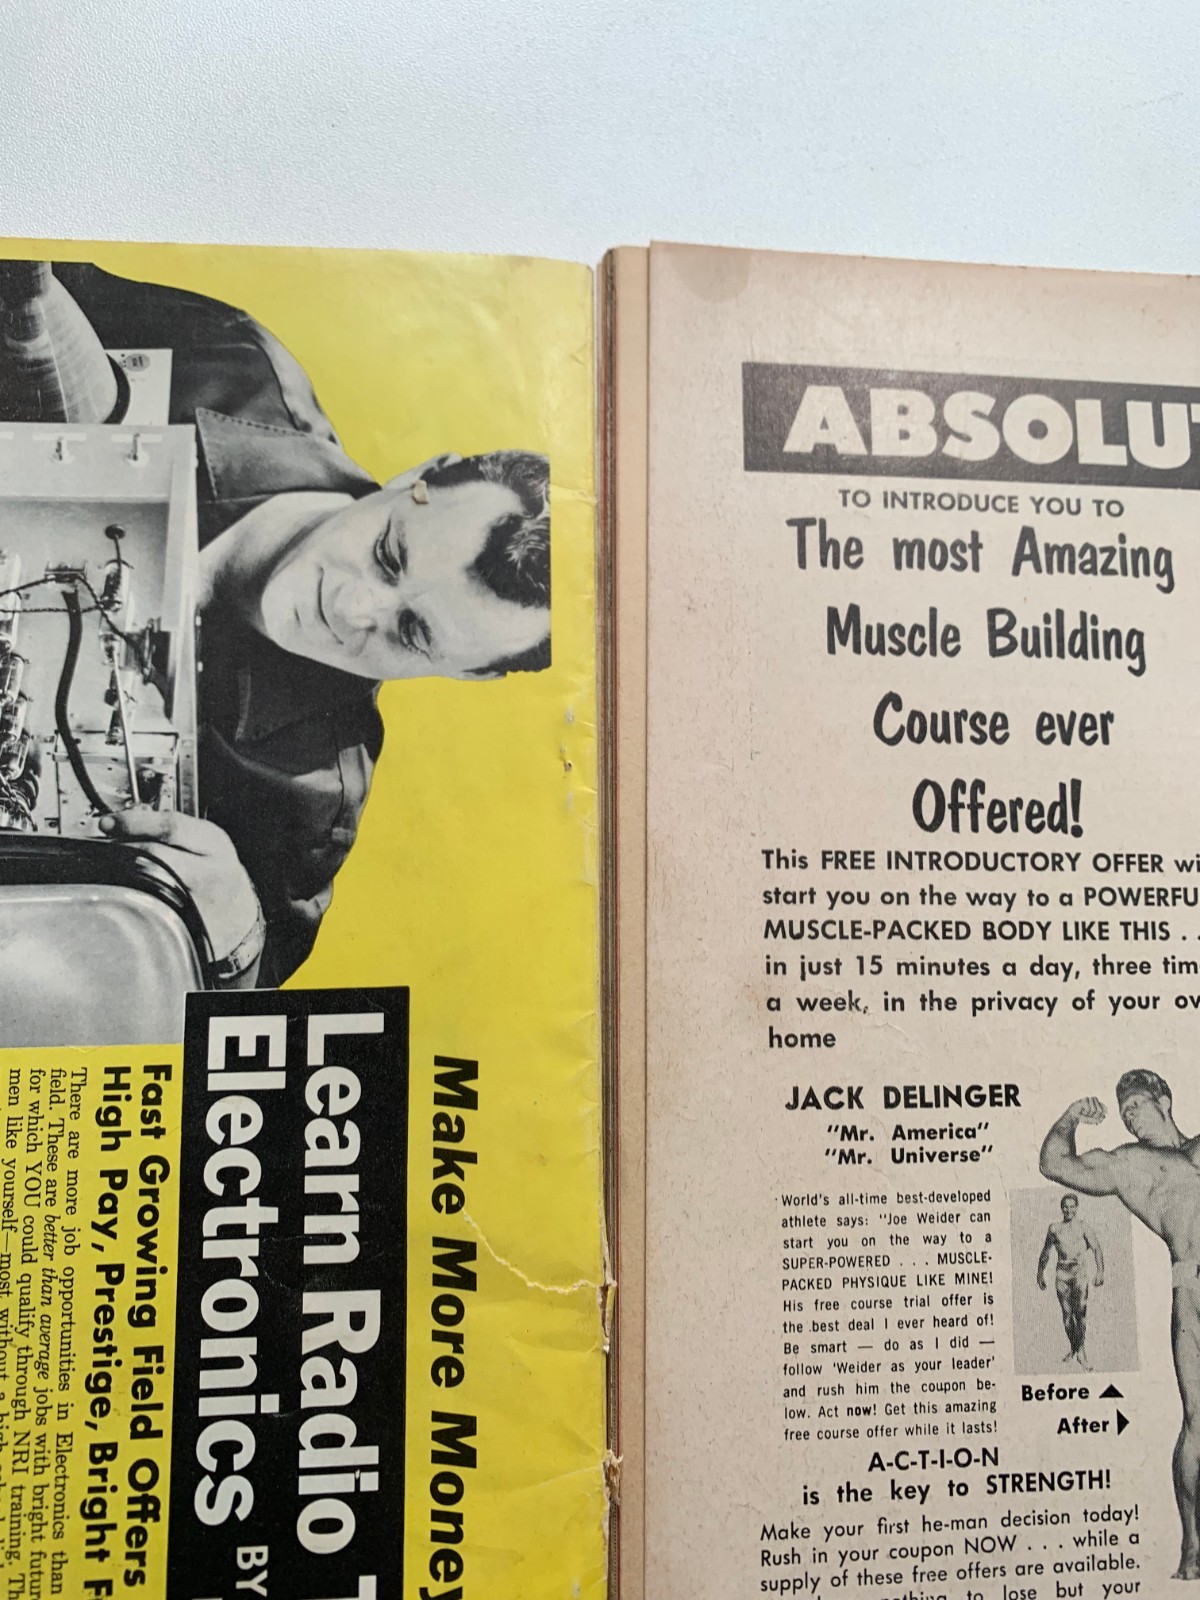 Make More Money
Learn Radio
Electronics BY
Fast Growing Field Offers
High Pay, Prestige, Bright
There are more job opportunities in Electronics than
field. These are better than average jobs with bright
for which YOU could qualify through NRI training.
men like yourself—most without a
ABSOLUT
TO INTRODUCE YOU TO
The most Amazing
Muscle Building
Course ever
Offered!
This FREE INTRODUCTORY OFFER wi
start you on the way to a POWERFU
MUSCLE-PACKED BODY LIKE THIS . .
in just 15 minutes a day, three tim
a week, in the privacy of your ov
home
JACK DELINGER
"Mr. America"
"Mr. Universe"
World's all-time best-developed
athlete says: "Joe Weider can
start you on the way to a
SUPER-POWERED . . . MUSCLE-
PACKED PHYSIQUE LIKE MINE!
His free course trial offer is
the best deal I ever heard of!
Be smart — do as I did —
follow 'Weider as your leader'
and rush him the coupon be-
low. Act now! Get this amazing
free course offer while it lasts!
Before ▲
After ▶
A-C-T-I-O-N
is the key to STRENGTH!
Make your first he-man decision today!
Rush in your coupon NOW . . . while a
supply of these free offers are available.
nothing to lose but your